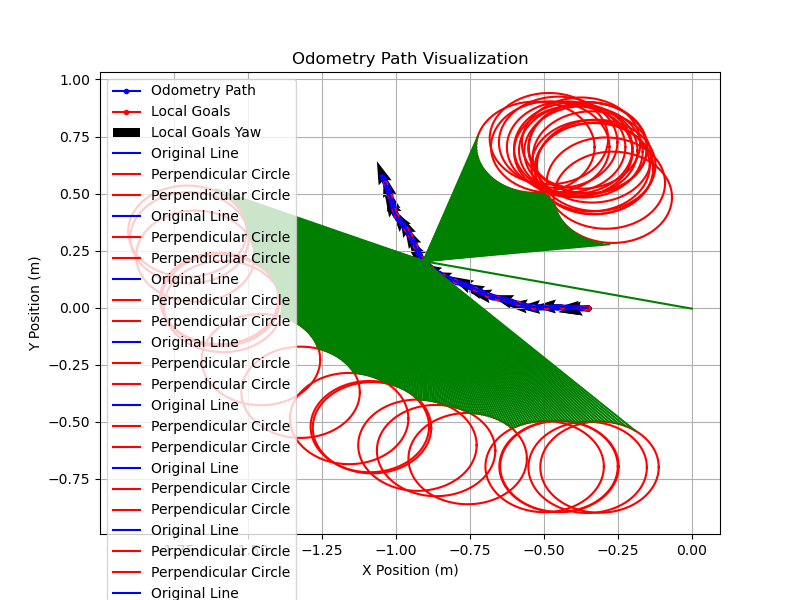 Odometry Path Visualization
1.00
0.75
0.50
0.25
0.00
−0.25
−0.50
−0.75
Y Position (m)
Odometry Path
Local Goals
Local Goals Yaw
Original Line
Perpendicular Circle
Perpendicular Circle
Original Line
Perpendicular Circle
Perpendicular Circle
Original Line
Perpendicular Circle
Perpendicular Circle
Original Line
Perpendicular Circle
Perpendicular Circle
Original Line
Perpendicular Circle
Perpendicular Circle
Original Line
Perpendicular Circle
Perpendicular Circle
Original Line
Perpendicular Circle
Perpendicular Circle
Original Line
−1.25 −1.00 −0.75 −0.50 −0.25 0.00
X Position (m)